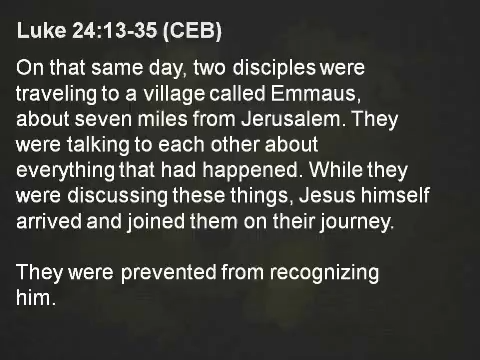 Luke 24:13-35 (CEB)
On that same day, two disciples were
traveling to a village called Emmaus,
about seven miles from Jerusalem. They
were talking to each other about
everything that had happened. While they
were discussing these things, Jesus himself
arrived and joined them on their journey.
They were prevented from recognizing
him.